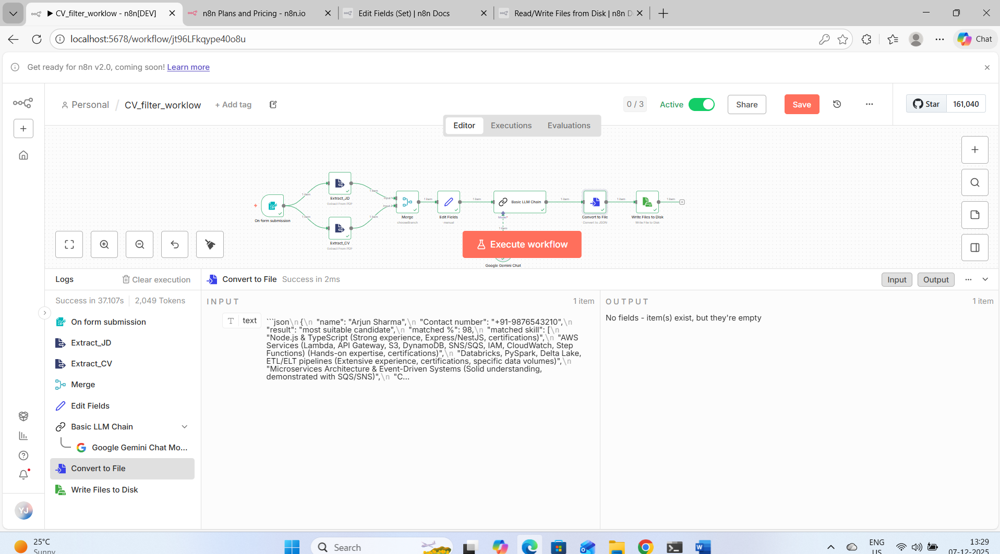 CV_filter_worklow - n8n[DEV]
n8n Plans and Pricing - n8n.io
Edit Fields (Set) | n8n Docs
Read/Write Files from Disk | n8n D
localhost:5678/workflow/jt96LFkqype40o8u
Chat
Get ready for n8n v2.0, coming soon! Learn more
Personal / CV_filter_worklow + Add tag
0 / 3
Active
Share
Save
Star 161,040
Editor Executions Evaluations
On form submission
1 item
1 item
Extract_JD
Extract From PDF
Extract_CV
Extract From PDF
1 item
1 item
Input 1
Input 2
Merge
chooseBranch
1 item
Edit Fields
manual
1 item
Basic LLM Chain
Model*
1 item
1 item
Convert to File
Convert to JSON
1 item
Write Files to Disk
Write File to Disk
1 item
Execute workflow
Google Gemini Chat
Logs
Clear execution
Convert to File Success in 2ms
Input Output
Success in 37.107s 2,049 Tokens
On form submission
Extract_JD
Extract_CV
Merge
Edit Fields
Basic LLM Chain
Google Gemini Chat Mo...
Convert to File
Write Files to Disk
YJ
INPUT
1 item
T text
```json\n{\n "name": "Arjun Sharma",\n "Contact number": "+91-9876543210",\n
"result": "most suitable candidate",\n "matched %": 98,\n "matched skill": [\n
"Node.js & TypeScript (Strong experience, Express/NestJS, certifications)",\n "AWS
Services (Lambda, API Gateway, S3, DynamoDB, SNS/SQS, IAM, CloudWatch, Step
Functions) (Hands-on expertise, certifications)",\n "Databricks, PySpark, Delta Lake,
ETL/ELT pipelines (Extensive experience, certifications, specific data volumes)",\n
"Microservices Architecture & Event-Driven Systems (Solid understanding,
demonstrated with SQS/SNS)",\n "C...
OUTPUT
1 item
No fields - item(s) exist, but they're empty
25°C
Sunny
Search
ENG
US
13:29
07-12-2025